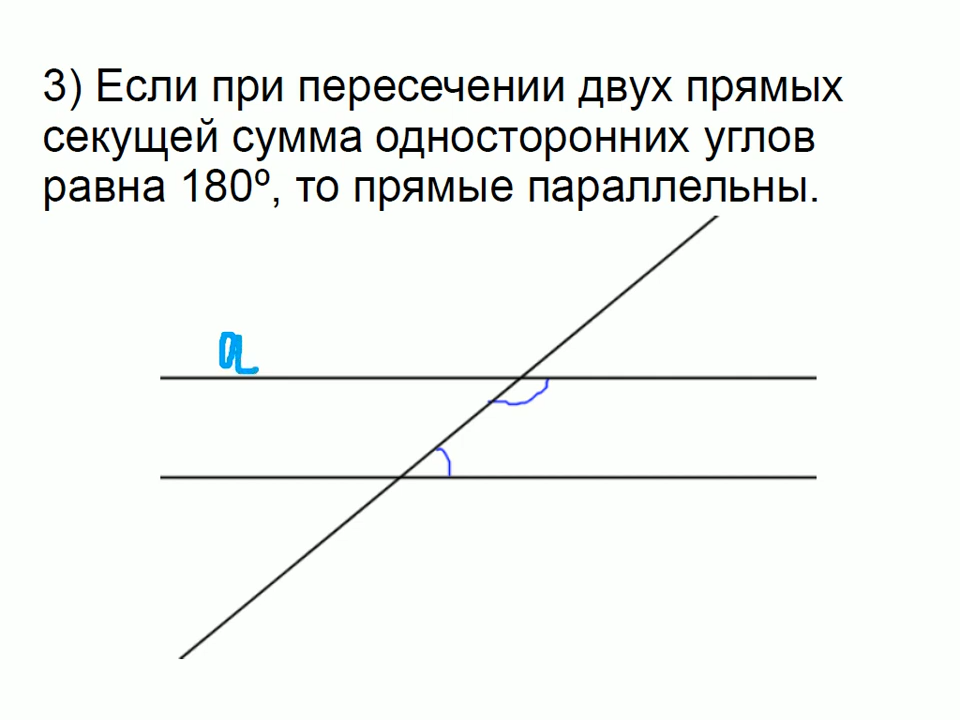 3) Если при пересечении двух прямых
секущей сумма односторонних углов
равна 180º, то прямые параллельны.
a